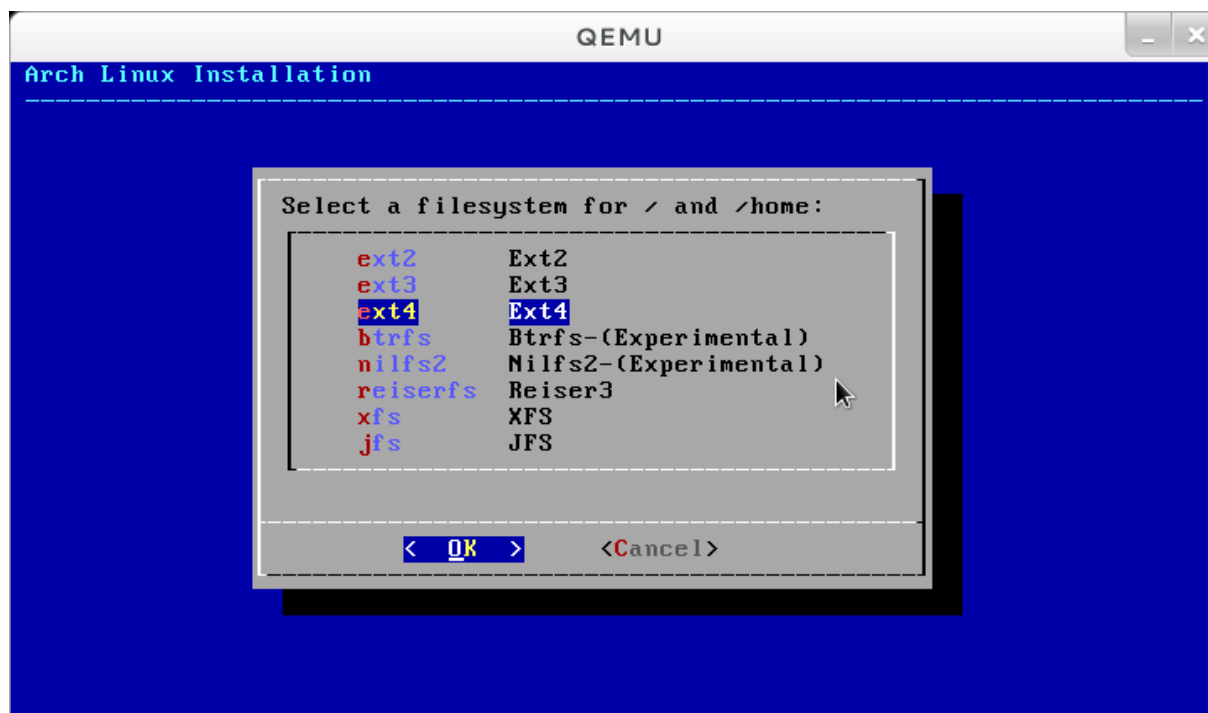 QEMU
Arch Linux Installation
Select a filesystem for / and /home:
ext2 Ext2
ext3 Ext3
ext4 Ext4
btrfs Btrfs-(Experimental)
nilfs2 Nilfs2-(Experimental)
reiserfs Reiser3
xfs XFS
jfs JFS
< OK > <Cancel>